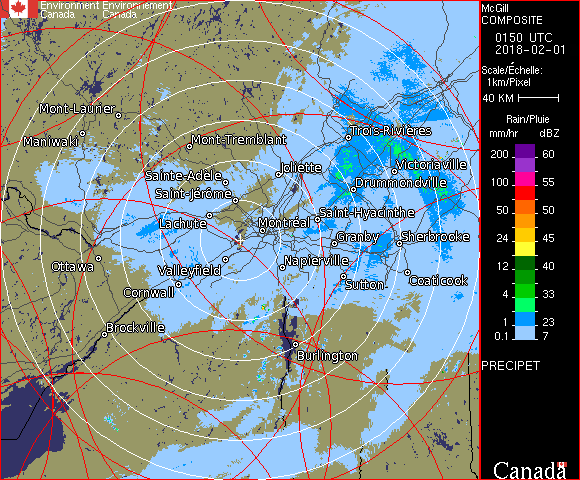 Environment Environnement
Canada Canada
McGill
COMPOSITE
0150 UTC
2018-02-01
Scale/Échelle:
1km/Pixel
40 KM
Rain/Pluie
mm/hr dBZ
200 60
100 55
50 50
24 45
12 40
4 33
1 23
0.1 7
PRECIPET
Canada
Mont-Laurier
Maniwaki
Mont-Tremblant
Trois-Rivières
Joliette
Victoriaville
Sainte-Adèle
Drummondville
Saint-Jérôme
Saint-Hyacinthe
Lachute
Montréal
Granby
Sherbrooke
Ottawa
Valleyfield
Napierville
Coaticook
Cornwall
Sutton
Brockville
Burlington